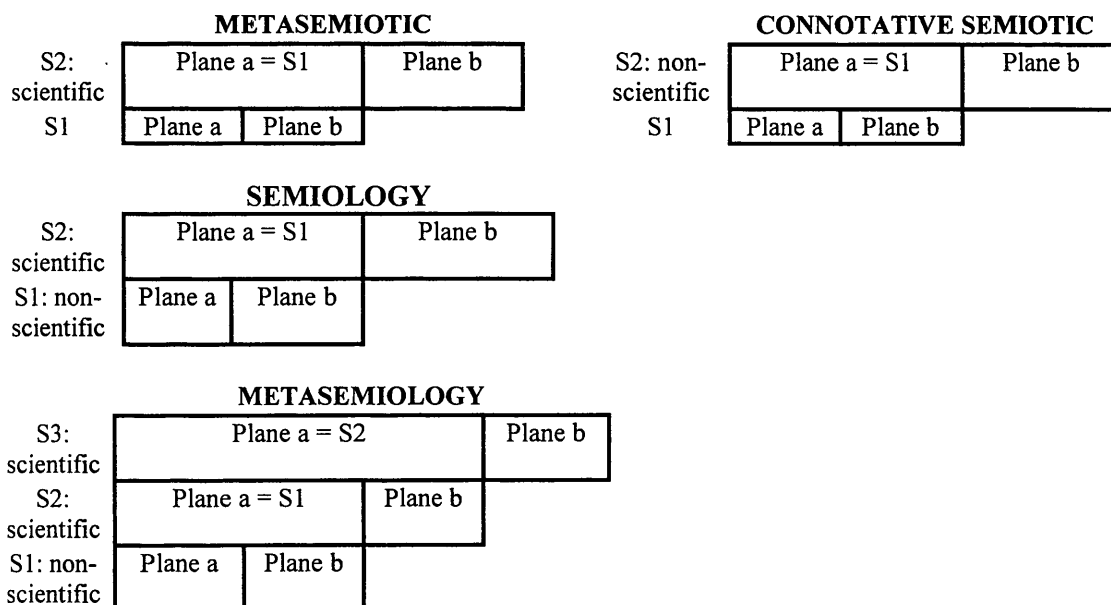 METASEMIOTIC
S2: Plane a = S1 Plane b
scientific
S1 Plane a Plane b
CONNOTATIVE SEMIOTIC
S2: non- Plane a = S1 Plane b
scientific
S1 Plane a Plane b
SEMIOLOGY
S2: Plane a = S1 Plane b
scientific
S1: non- Plane a Plane b
scientific
METASEMIOLOGY
S3: Plane a = S2 Plane b
scientific
S2: Plane a = S1 Plane b
scientific
S1: non- Plane a Plane b
scientific